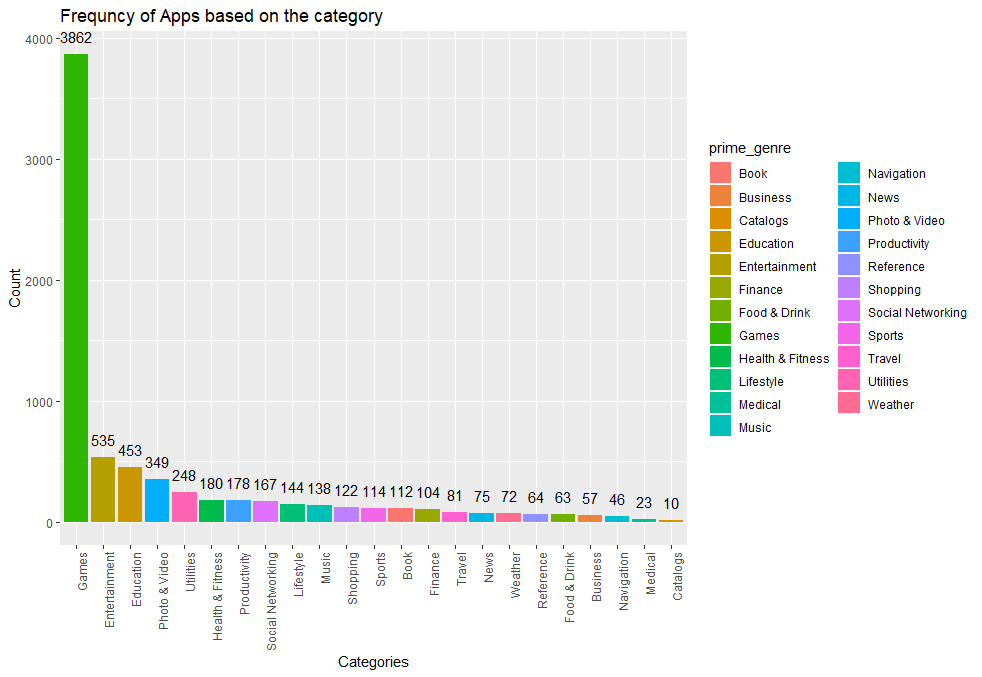 Frequncy of Apps based on the category
Count
4000
3000
2000
1000
0
3862
535
453
349
248
180
178
167
144
138
122
114
112
104
81
75
72
64
63
57
46
23
10
Games
Entertainment
Education
Photo & Video
Utilities
Health & Fitness
Productivity
Social Networking
Lifestyle
Music
Shopping
Sports
Book
Finance
Travel
News
Weather
Reference
Food & Drink
Business
Navigation
Medical
Catalogs
Categories
prime_genre
Book
Business
Catalogs
Education
Entertainment
Finance
Food & Drink
Games
Health & Fitness
Lifestyle
Medical
Music
Navigation
News
Photo & Video
Productivity
Reference
Shopping
Social Networking
Sports
Travel
Utilities
Weather